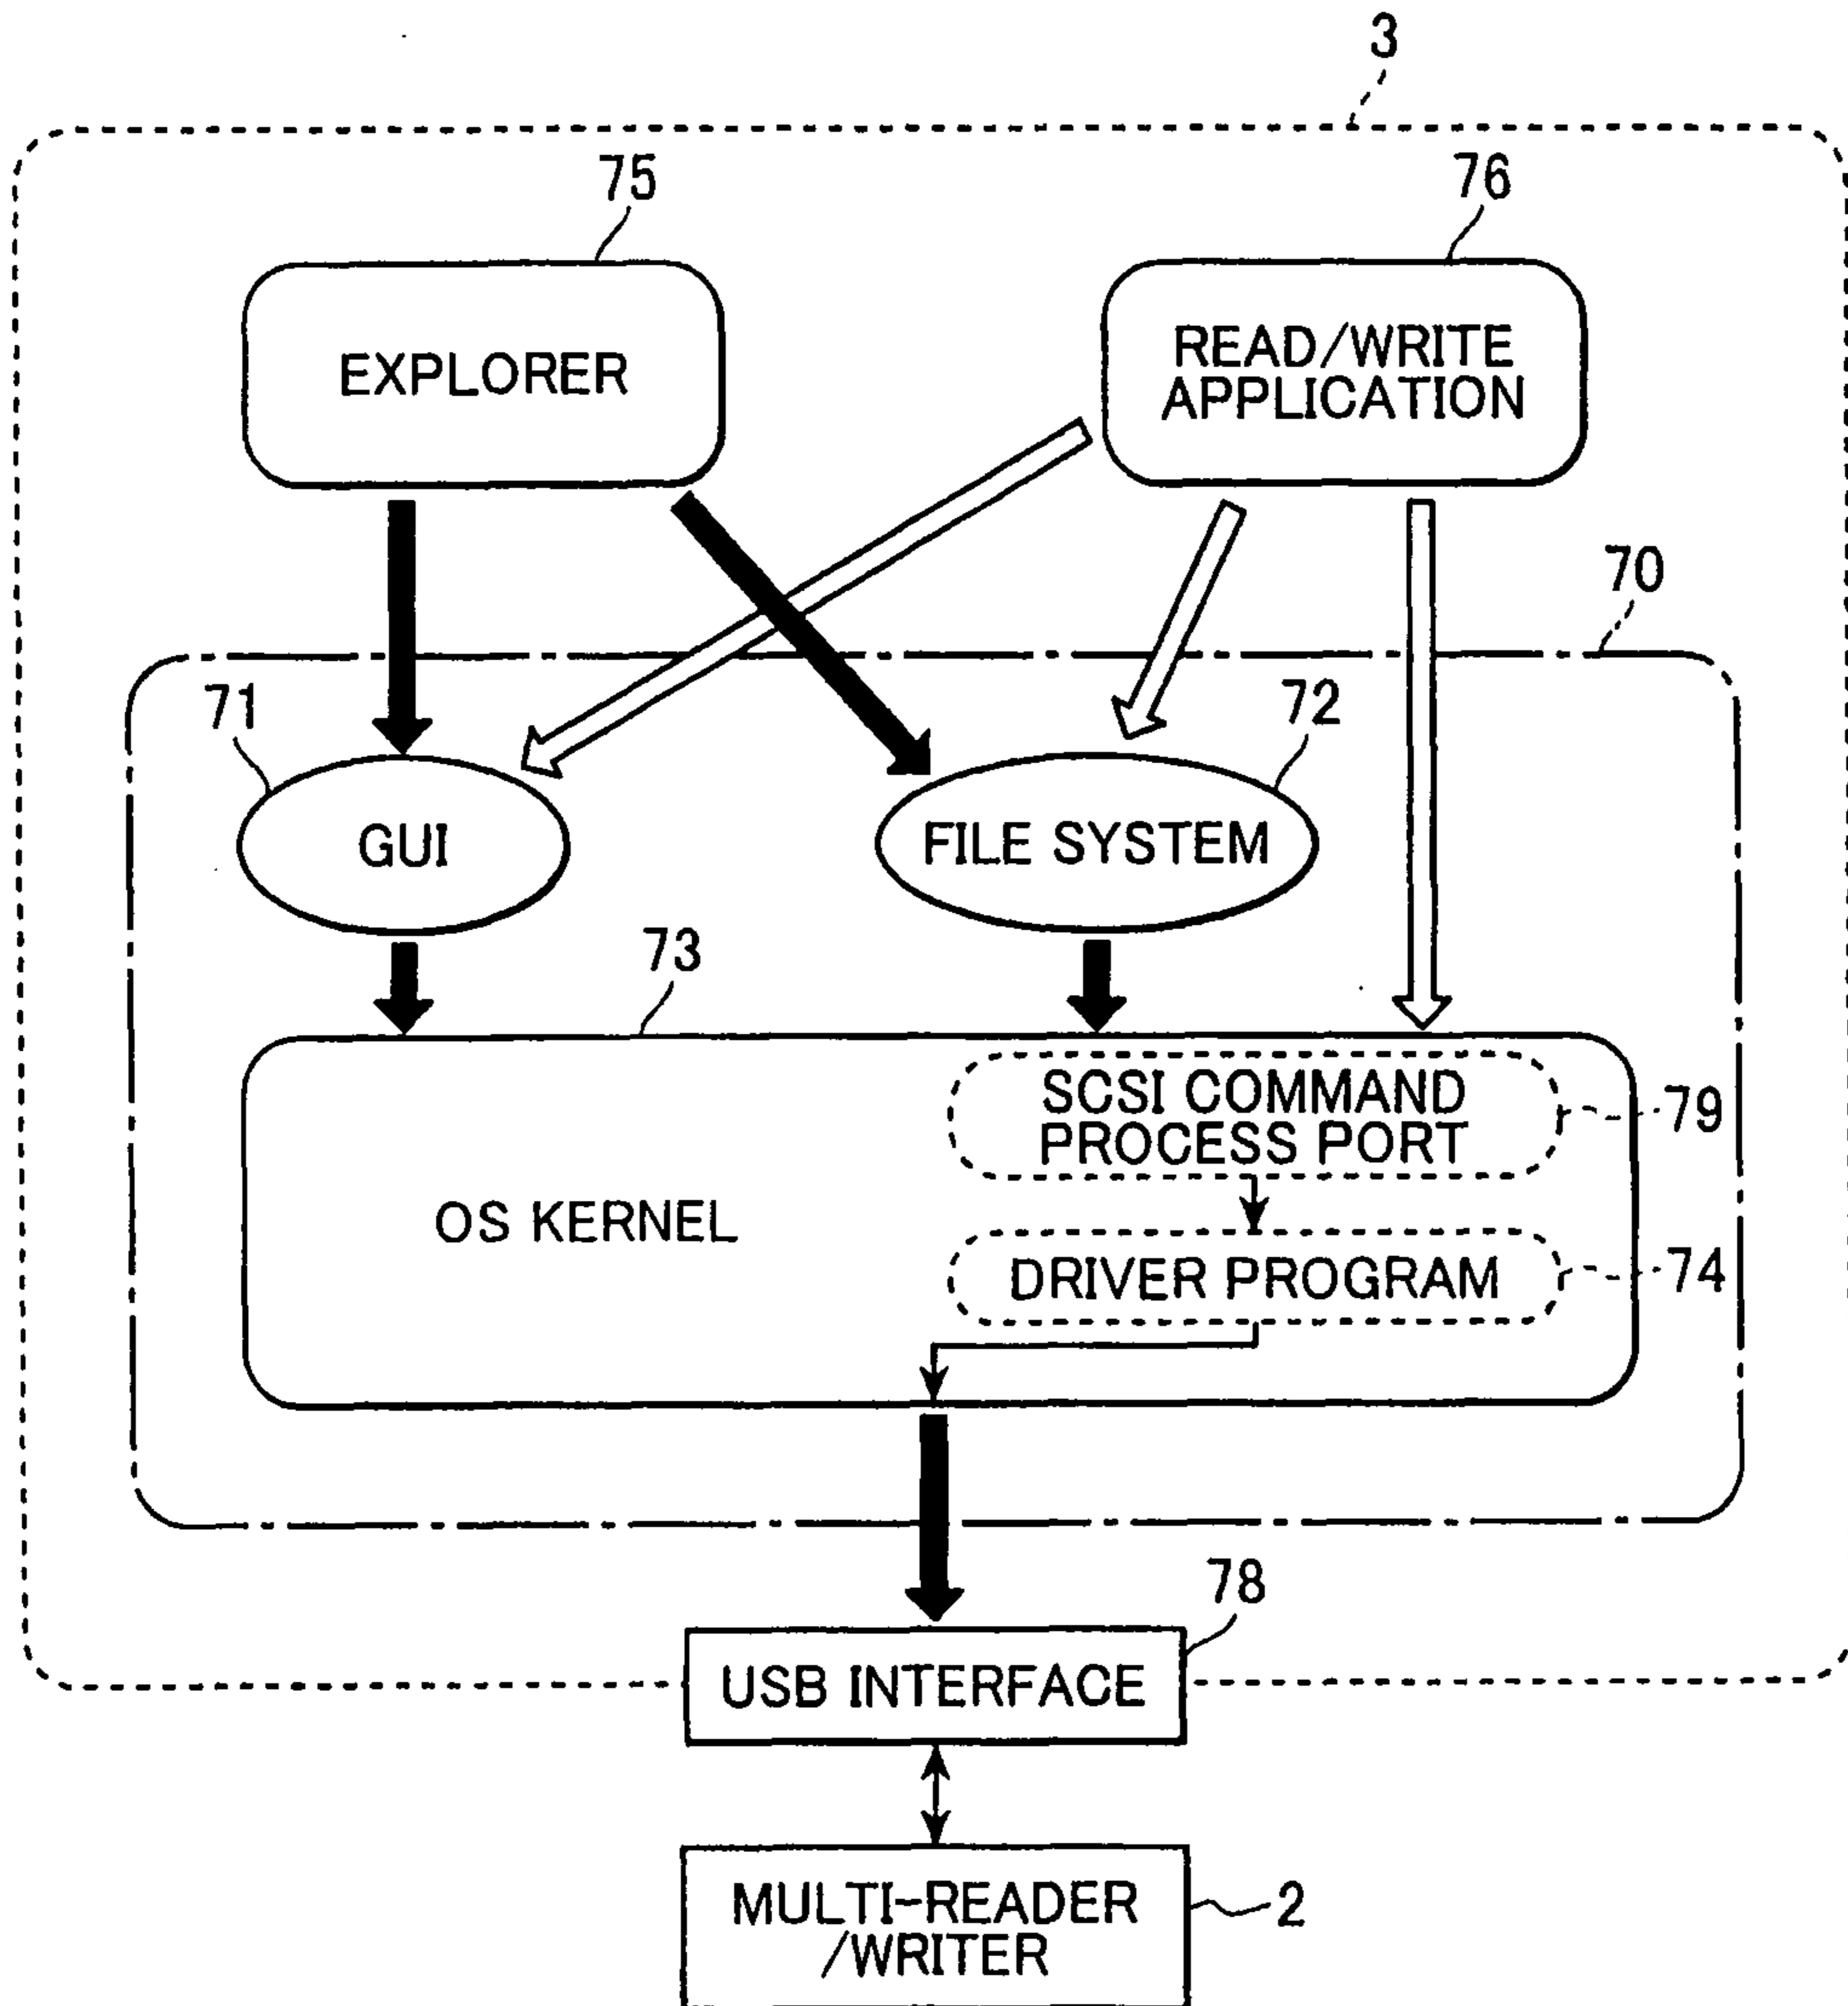 3
75
76
EXPLORER
READ/WRITE
APPLICATION
70
71
72
GUI
FILE SYSTEM
73
SCSI COMMAND
PROCESS PORT
79
OS KERNEL
DRIVER PROGRAM
74
78
USB INTERFACE
MULTI-READER
/WRITER
2